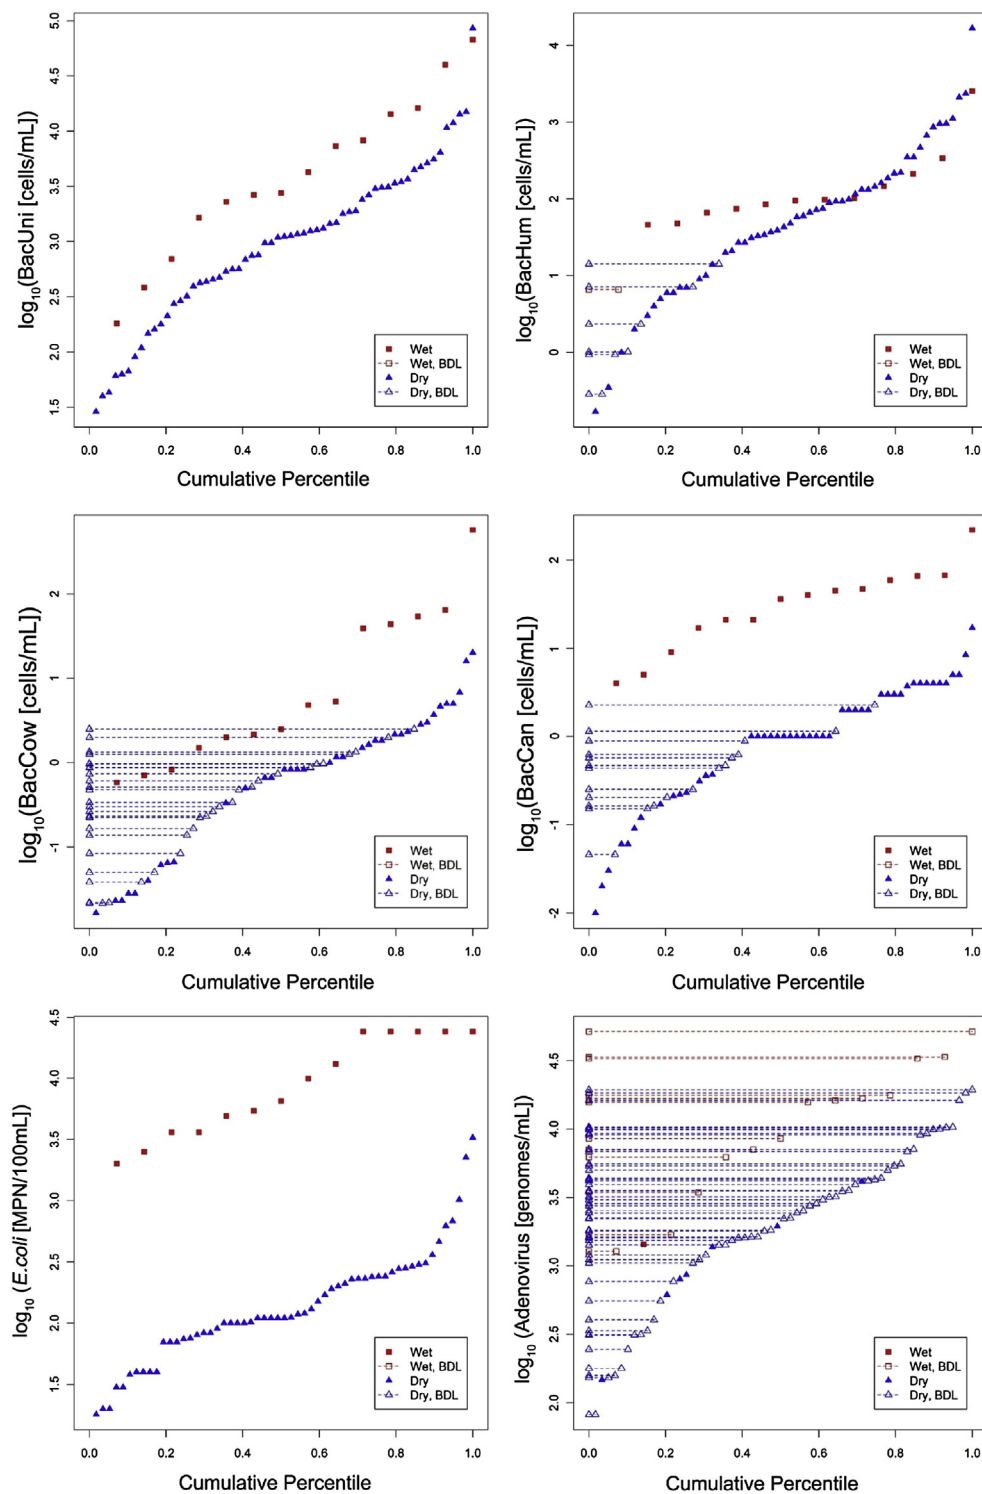 log10(BacUni [cells/mL])
5.0
4.5
4.0
3.5
3.0
2.5
2.0
1.5
Wet
Wet, BDL
Dry
Dry, BDL
0.0 0.2 0.4 0.6 0.8 1.0
Cumulative Percentile
log10(BacHum [cells/mL])
4
3
2
1
0
Wet
Wet, BDL
Dry
Dry, BDL
0.0 0.2 0.4 0.6 0.8 1.0
Cumulative Percentile
log10(BacCow [cells/mL])
2
1
0
-1
Wet
Wet, BDL
Dry
Dry, BDL
0.0 0.2 0.4 0.6 0.8 1.0
Cumulative Percentile
log10(BacCan [cells/mL])
2
1
0
-1
-2
Wet
Wet, BDL
Dry
Dry, BDL
0.0 0.2 0.4 0.6 0.8 1.0
Cumulative Percentile
log10 (E.coli [MPN/100mL])
4.5
4.0
3.5
3.0
2.5
2.0
1.5
Wet
Wet, BDL
Dry
Dry, BDL
0.0 0.2 0.4 0.6 0.8 1.0
Cumulative Percentile
log10 (Adenovirus [genomes/mL])
4.5
4.0
3.5
3.0
2.5
2.0
Wet
Wet, BDL
Dry
Dry, BDL
0.0 0.2 0.4 0.6 0.8 1.0
Cumulative Percentile